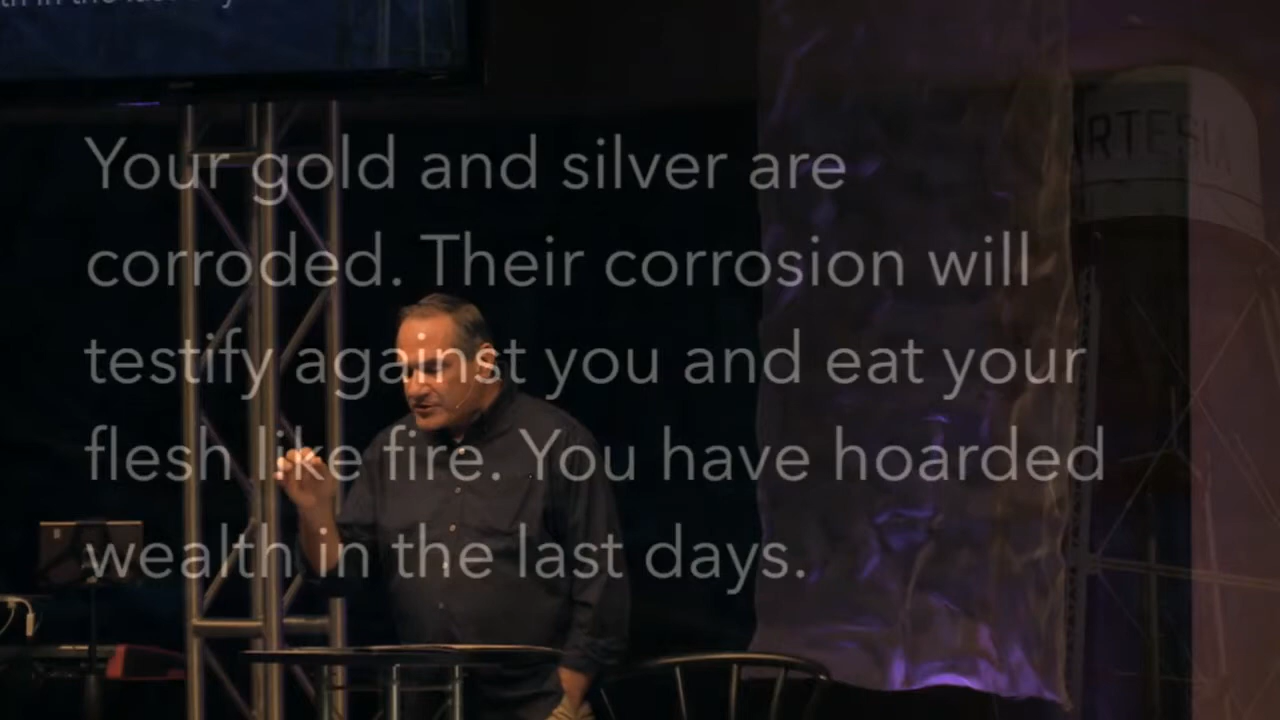 Your gold and silver are
corroded. Their corrosion will
testify against you and eat your
flesh like fire. You have hoarded
wealth in the last days.
ARTESIA